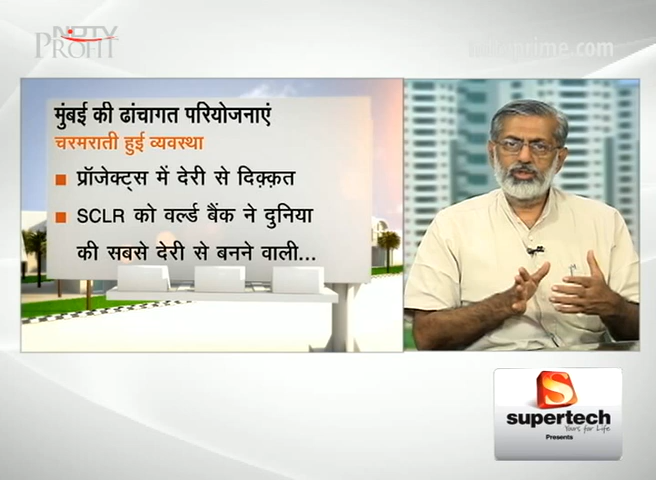 NDTV
PROFIT
ndtvprime.com
मुंबई की ढांचागत परियोजनाएं
चरमराती हुई व्यवस्था
प्रॉजेक्ट्स में देरी से दिक़्क़त
SCLR को वर्ल्ड बैंक ने दुनिया
की सबसे देरी से बनने वाली...
S
supertech
Yours for Life
Presents